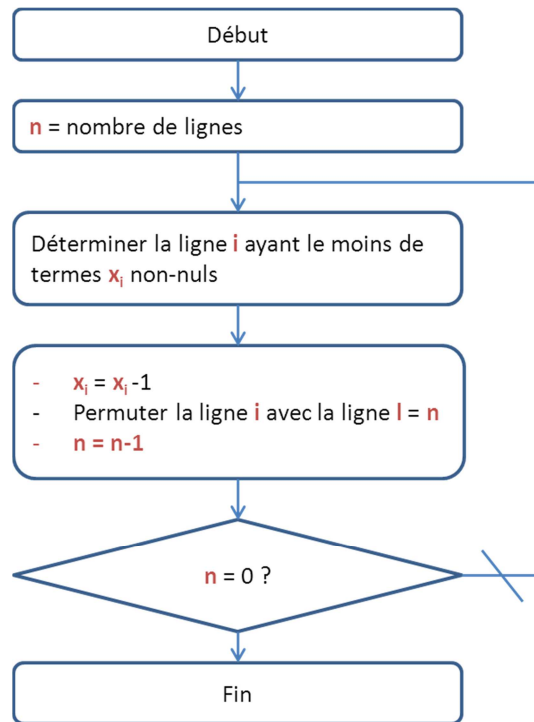 Début
n = nombre de lignes
Déterminer la ligne i ayant le moins de
termes xᵢ non-nuls
- xᵢ = xᵢ -1
- Permuter la ligne i avec la ligne l = n
- n = n-1
n = 0 ?
Fin